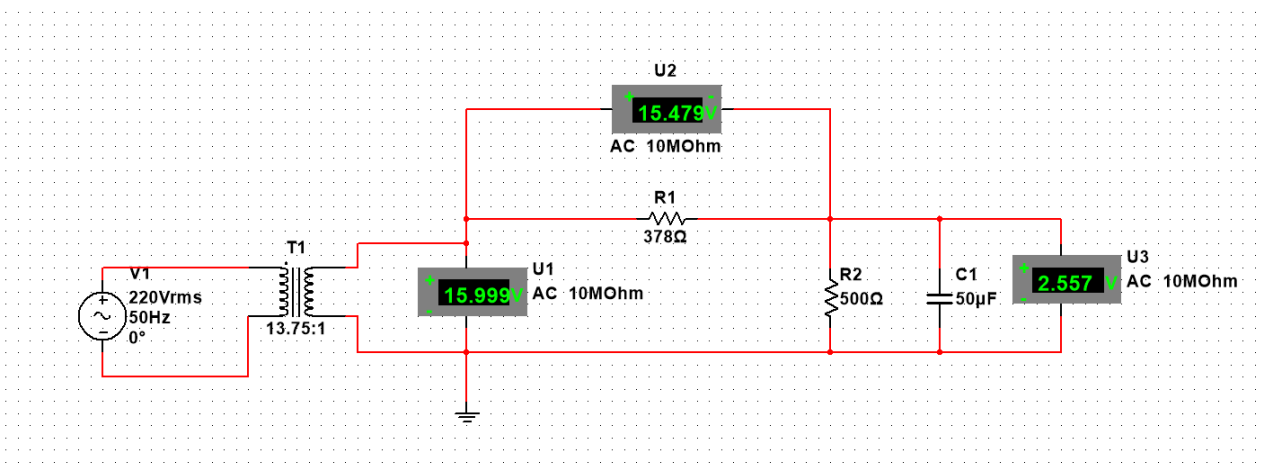 U2
+ -
15.479V
AC 10MOhm
R1
378Ω
T1
V1
220Vrms
50Hz
0°
13.75:1
+
15.999V
-
U1
AC 10MOhm
R2
500Ω
C1
50µF
+
2.557 V
-
U3
AC 10MOhm